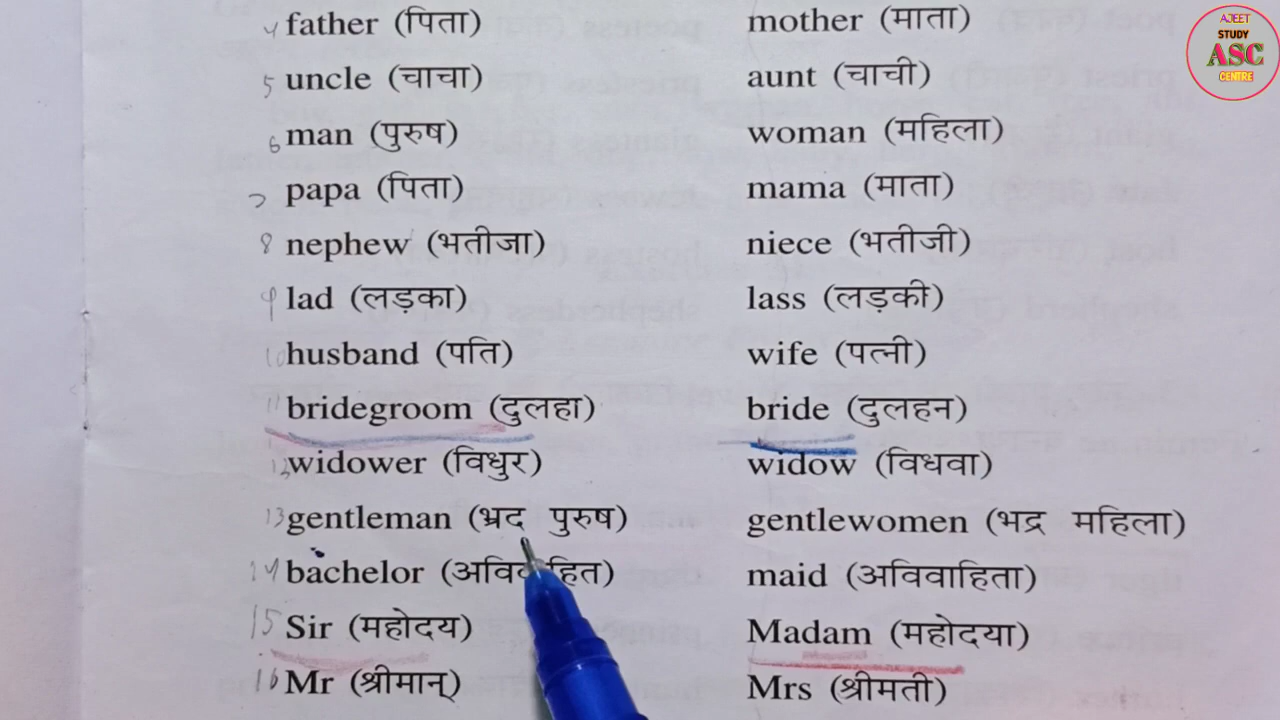 AJEET
STUDY
ASC
CENTRE
4 father (पिता) mother (माता)
5 uncle (चाचा) aunt (चाची)
6 man (पुरुष) woman (महिला)
7 papa (पिता) mama (माता)
8 nephew (भतीजा) niece (भतीजी)
9 lad (लड़का) lass (लड़की)
10 husband (पति) wife (पत्नी)
11 bridegroom (दुलहा) bride (दुलहन)
12 widower (विधुर) widow (विधवा)
13 gentleman (भ्रद पुरुष) gentlewomen (भद्र महिला)
14 bachelor (अविवाहित) maid (अविवाहिता)
15 Sir (महोदय) Madam (महोदया)
16 Mr (श्रीमान्) Mrs (श्रीमती)